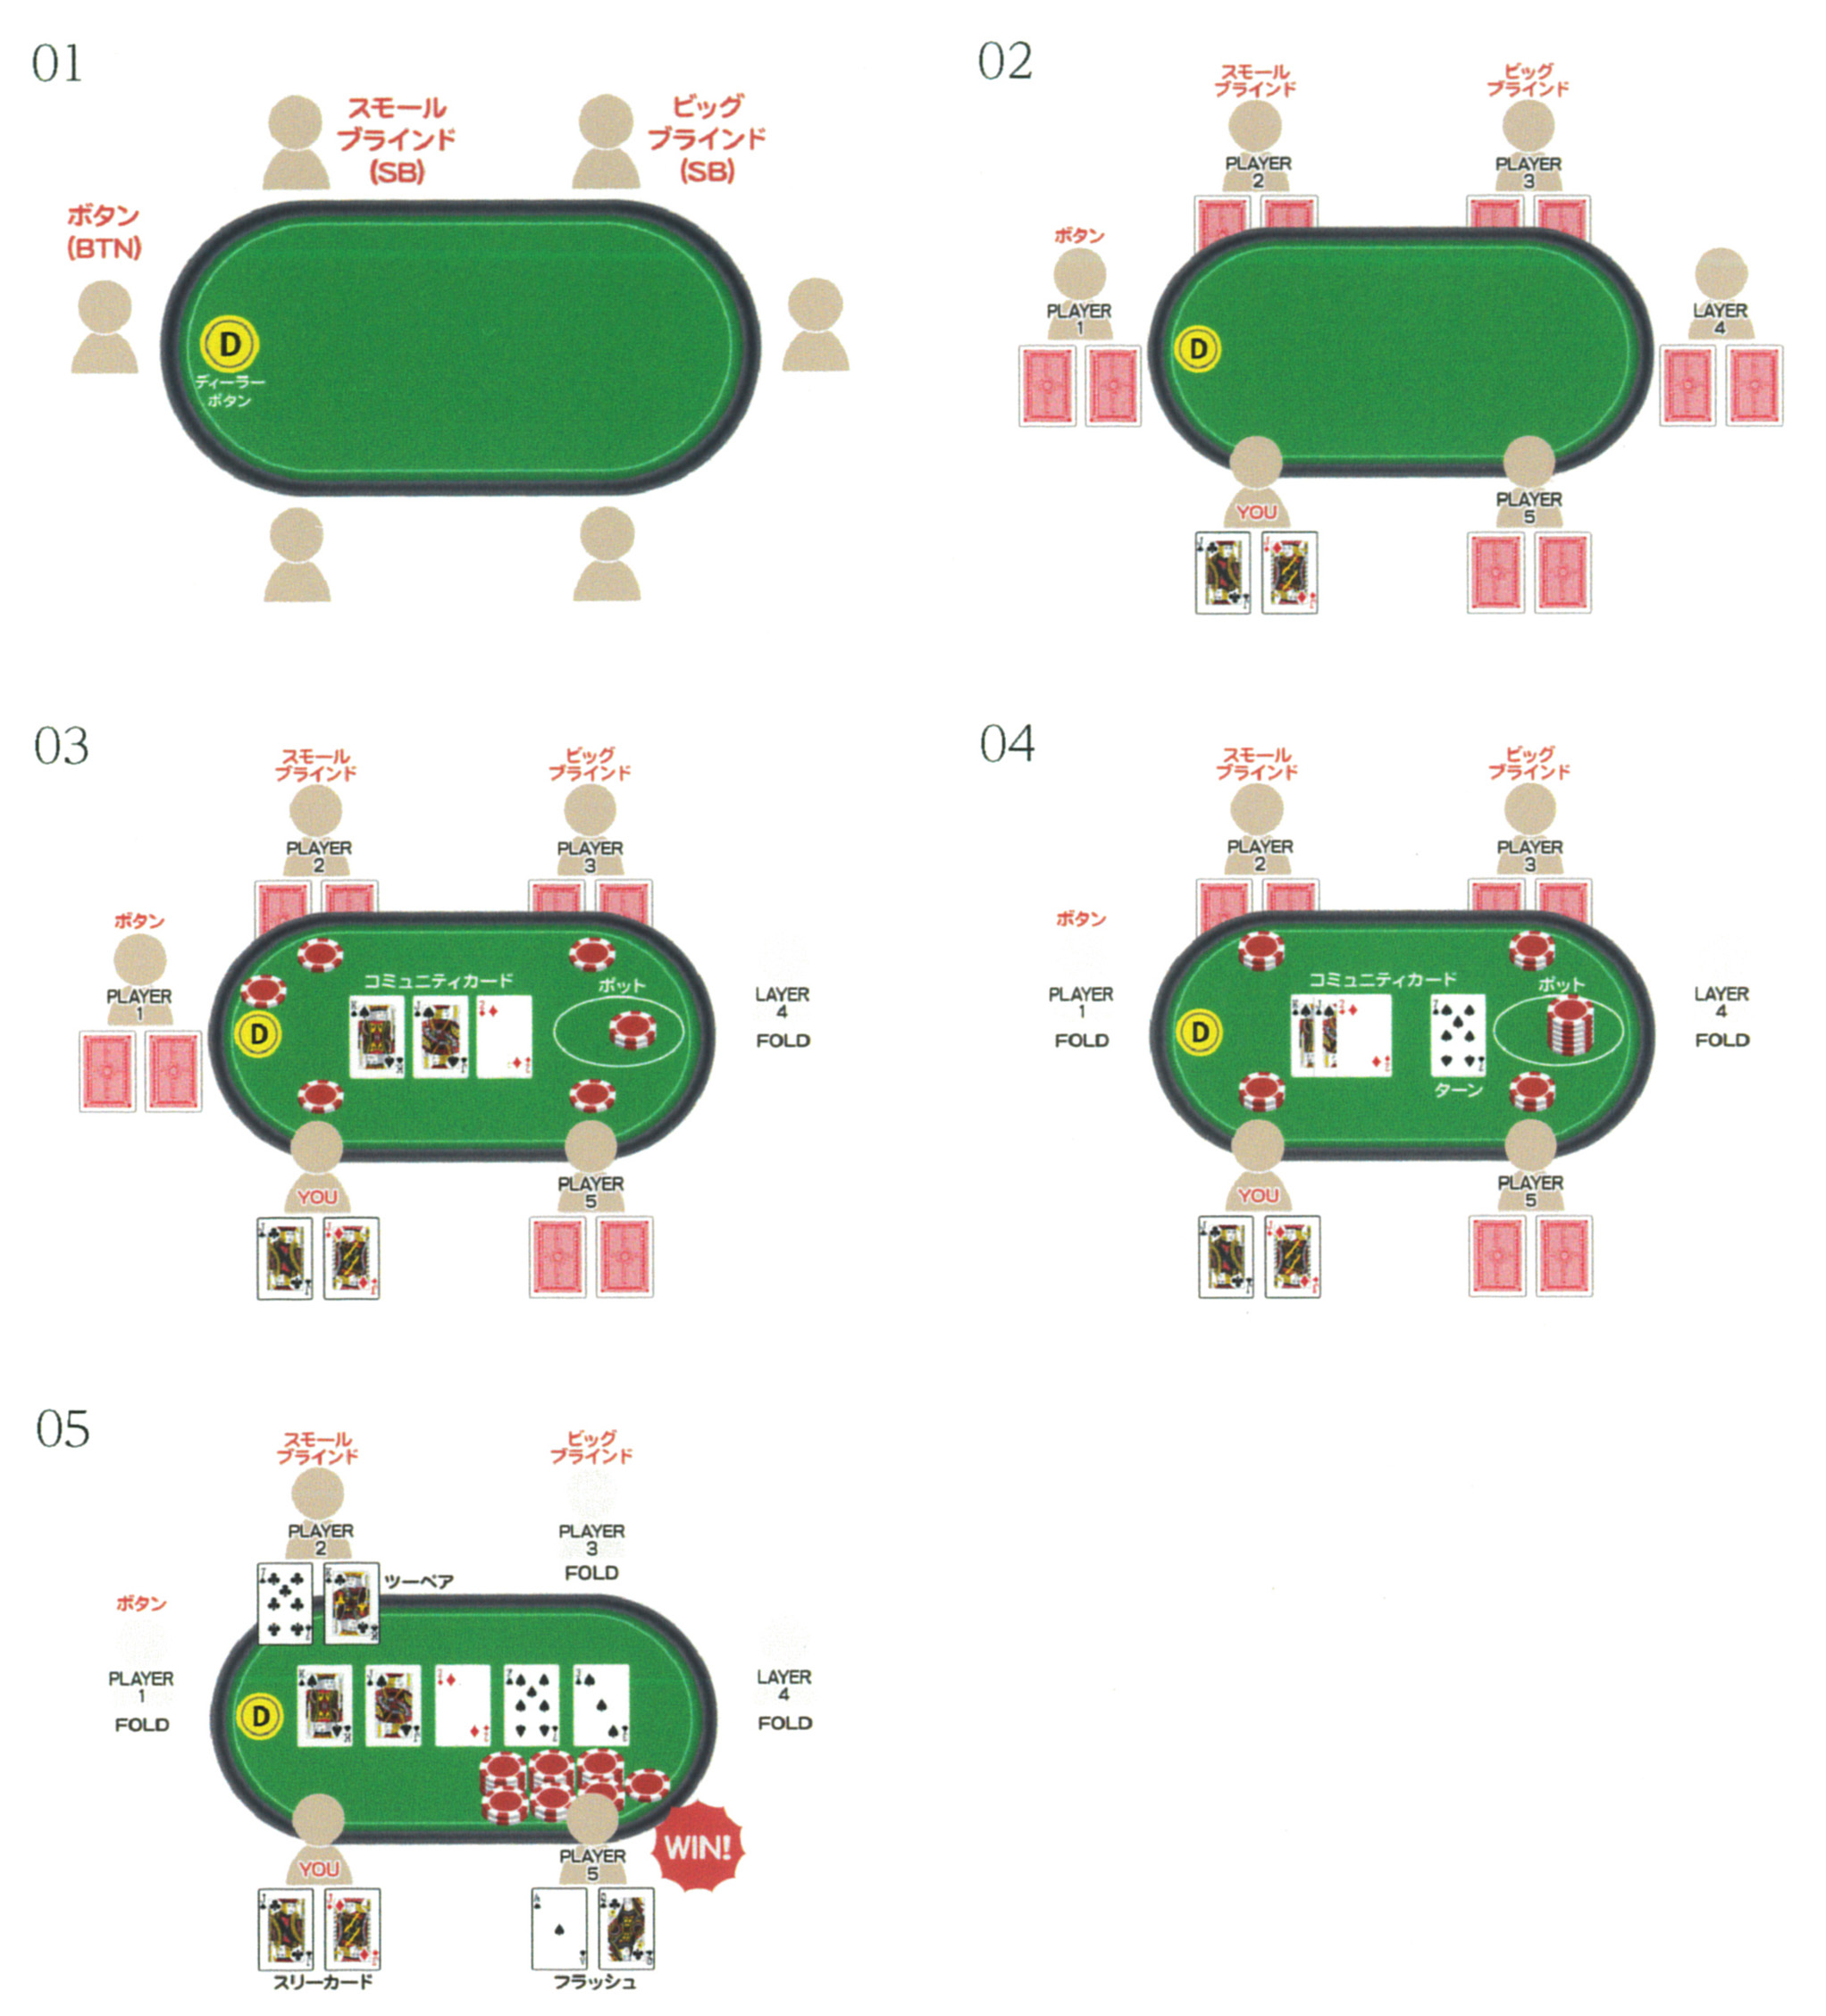 01
スモール
ブラインド
(SB)
ビッグ
ブラインド
(SB)
ボタン
(BTN)
D
ディーラー
ボタン
02
スモール
ブラインド
ビッグ
ブラインド
PLAYER
2
PLAYER
3
ボタン
PLAYER
1
LAYER
4
D
YOU
PLAYER
5
J
J
03
スモール
ブラインド
ビッグ
ブラインド
PLAYER
2
PLAYER
3
ボタン
PLAYER
1
コミュニティカード
ポット
K
J
2
D
LAYER
4
FOLD
YOU
PLAYER
5
J
J
04
スモール
ブラインド
ビッグ
ブラインド
PLAYER
2
PLAYER
3
ボタン
PLAYER
1
FOLD
コミュニティカード
ポット
K
J
2
7
D
ターン
LAYER
4
FOLD
YOU
PLAYER
5
J
J
05
スモール
ブラインド
ビッグ
ブラインド
PLAYER
2
PLAYER
3
FOLD
7
K
ツーペア
ボタン
PLAYER
1
FOLD
D
K
J
2
7
3
LAYER
4
FOLD
YOU
PLAYER
5
WIN!
J
J
A
Q
スリーカード
フラッシュ